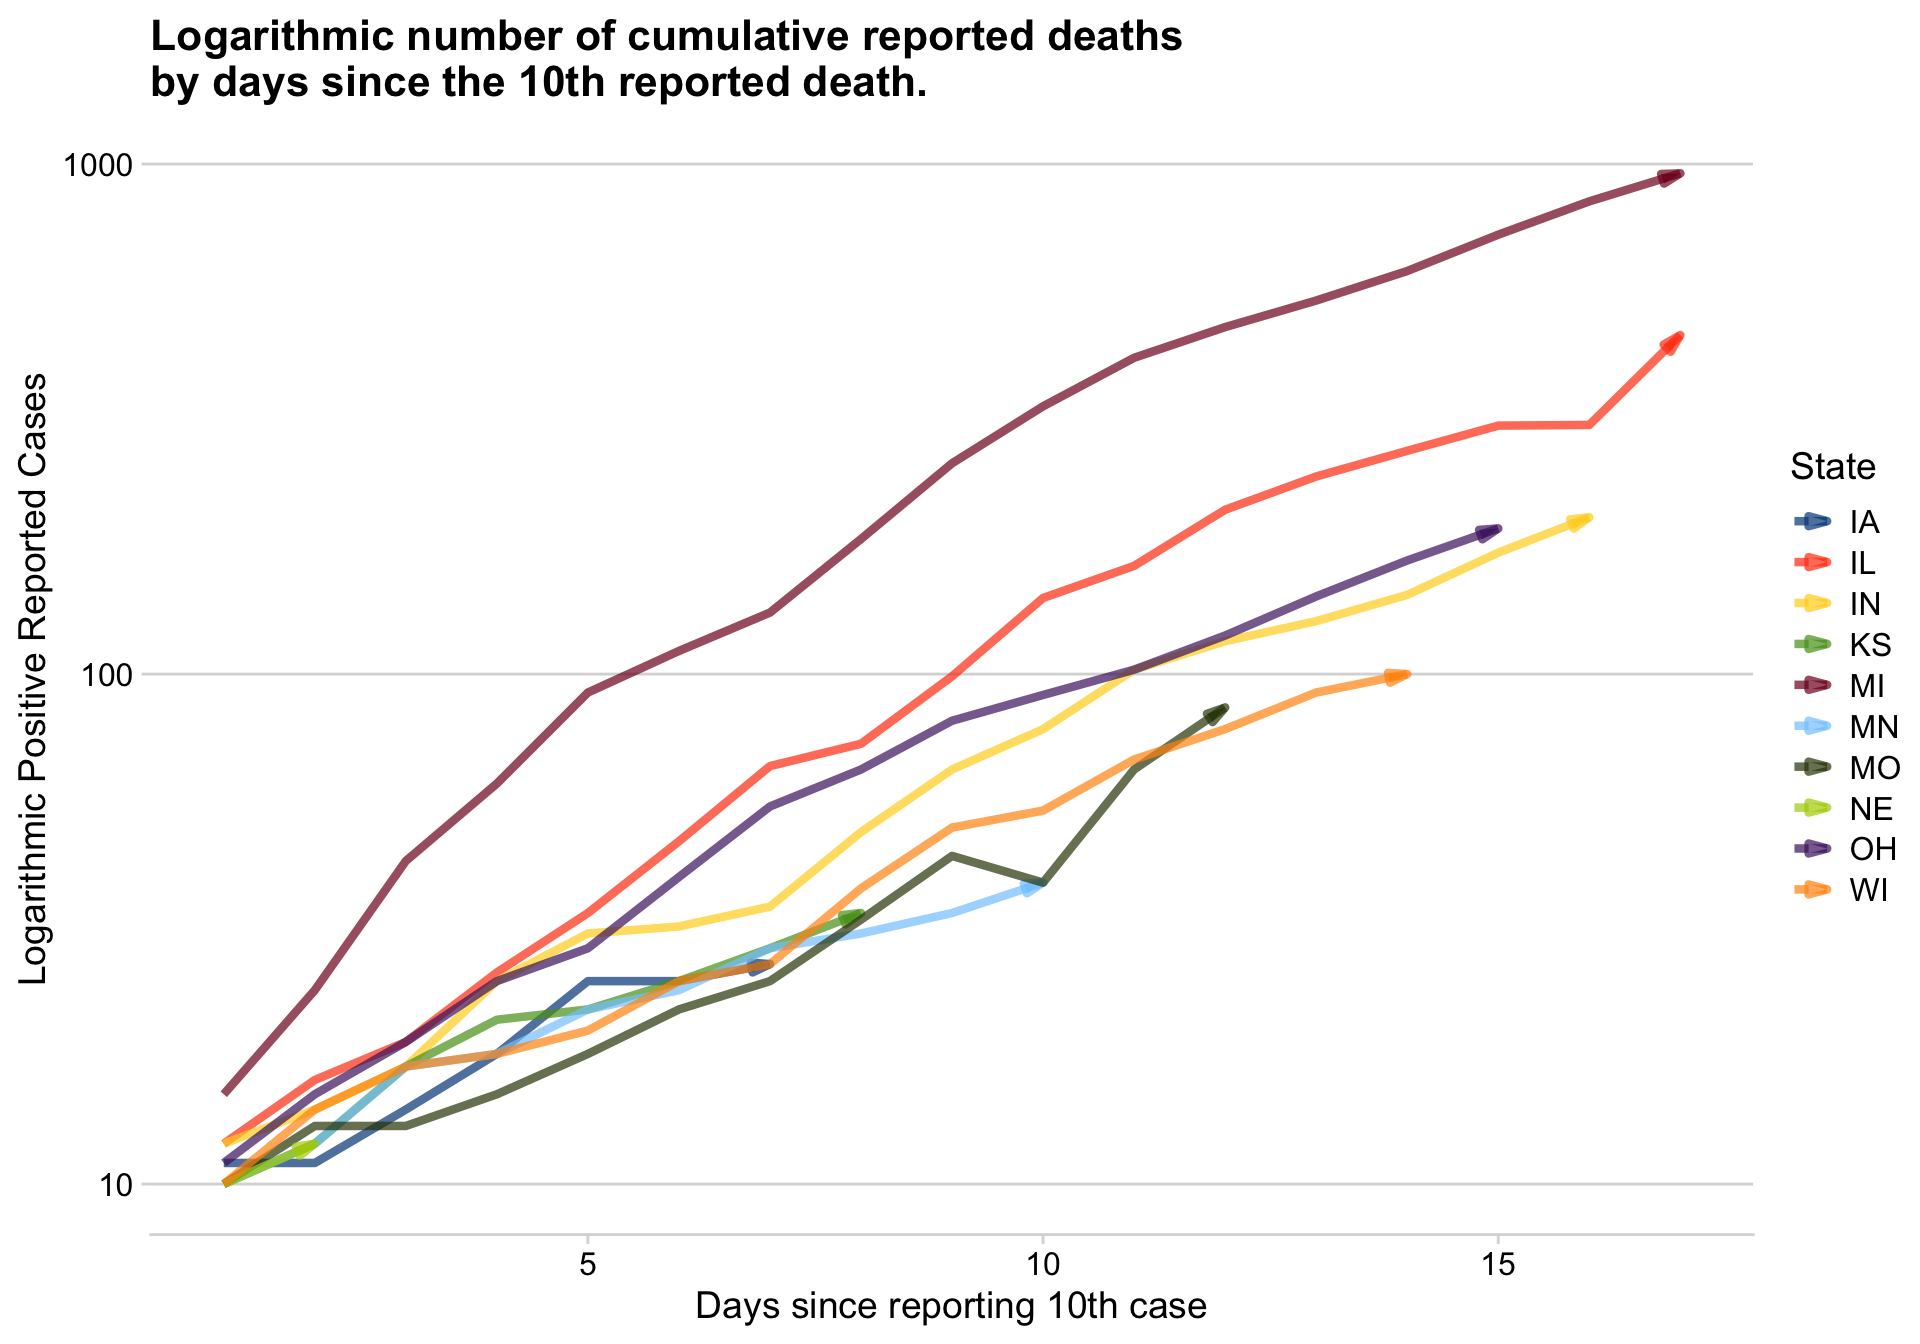 Logarithmic number of cumulative reported deaths
by days since the 10th reported death.
1000
100
10
Logarithmic Positive Reported Cases
5
10
15
Days since reporting 10th case
State
IA
IL
IN
KS
MI
MN
MO
NE
OH
WI